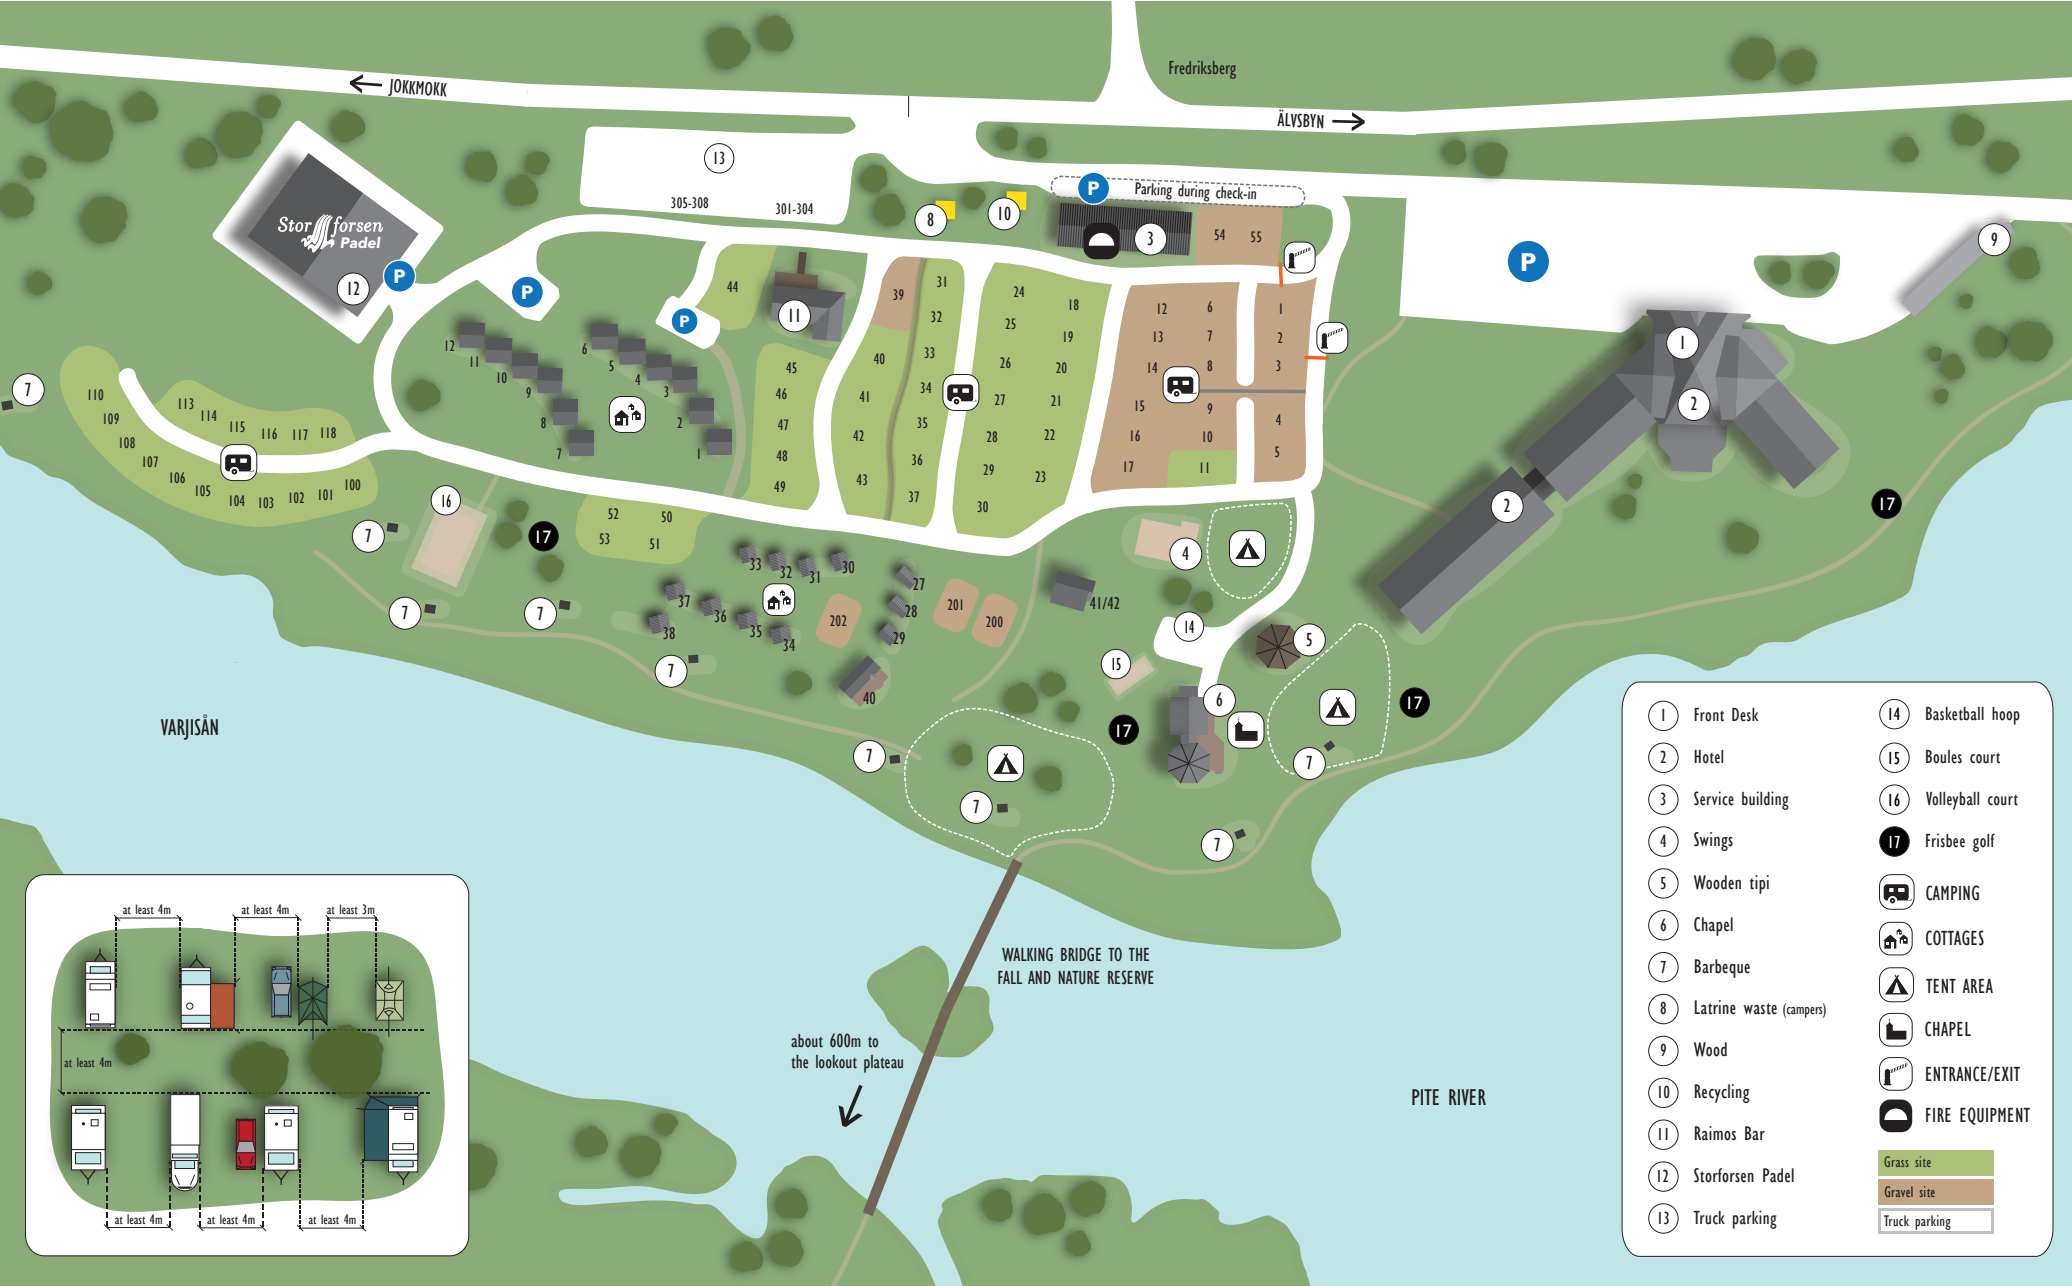 Fredriksberg
← JOKKMOKK
ÄLVSBYN →
13
305-308
301-304
8
10
P
Parking during check-in
3
54 55
Stor forsen
Padel
12
P
P
P
P
9
44
11
39
31
32
33
34
35
36
37
40
41
42
43
24
25
26
27
28
29
30
18
19
20
21
22
23
12
13
14
15
16
17
6
7
8
9
10
11
1
2
3
4
5
1
2
2
12
11
10
9
8
7
6
5
4
3
2
1
45
46
47
48
49
7
110
109
108
107
106
105
104
103
102
101
100
113
114
115
116
117
118
16
7
17
52
50
53
51
7
7
7
33
32
31
30
37
36
35
34
38
202
27
28
29
201
200
40
41/42
4
14
15
5
6
17
17
17
7
7
7
7
VARJISÅN
WALKING BRIDGE TO THE
FALL AND NATURE RESERVE
about 600m to
the lookout plateau
PITE RIVER
at least 4m
at least 4m
at least 3m
at least 4m
at least 4m
at least 4m
at least 4m
1 Front Desk
2 Hotel
3 Service building
4 Swings
5 Wooden tipi
6 Chapel
7 Barbeque
8 Latrine waste (campers)
9 Wood
10 Recycling
11 Raimos Bar
12 Storforsen Padel
13 Truck parking
14 Basketball hoop
15 Boules court
16 Volleyball court
17 Frisbee golf
CAMPING
COTTAGES
TENT AREA
CHAPEL
ENTRANCE/EXIT
FIRE EQUIPMENT
Grass site
Gravel site
Truck parking